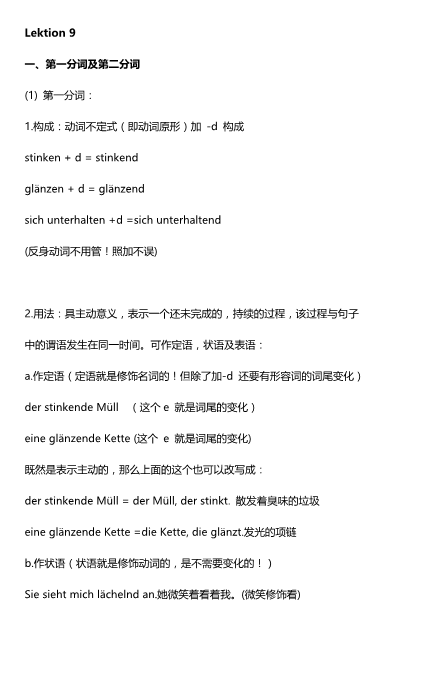 Lektion 9
一、第一分词及第二分词
(1) 第一分词：
1.构成：动词不定式（即动词原形）加 -d 构成
stinken + d = stinkend
glänzen + d = glänzend
sich unterhalten +d =sich unterhaltend
(反身动词不用管！照加不误)
2.用法：具主动意义，表示一个还未完成的，持续的过程，该过程与句子
中的谓语发生在同一时间。可作定语，状语及表语：
a.作定语（定语就是修饰名词的！但除了加-d 还要有形容词的词尾变化）
der stinkende Müll （这个 e 就是词尾的变化）
eine glänzende Kette (这个 e 就是词尾的变化)
既然是表示主动的，那么上面的这个也可以改写成：
der stinkende Müll = der Müll, der stinkt. 散发着臭味的垃圾
eine glänzende Kette =die Kette, die glänzt.发光的项链
b.作状语（状语就是修饰动词的，是不需要变化的！）
Sie sieht mich lächelnd an.她微笑着看着我。(微笑修饰看)